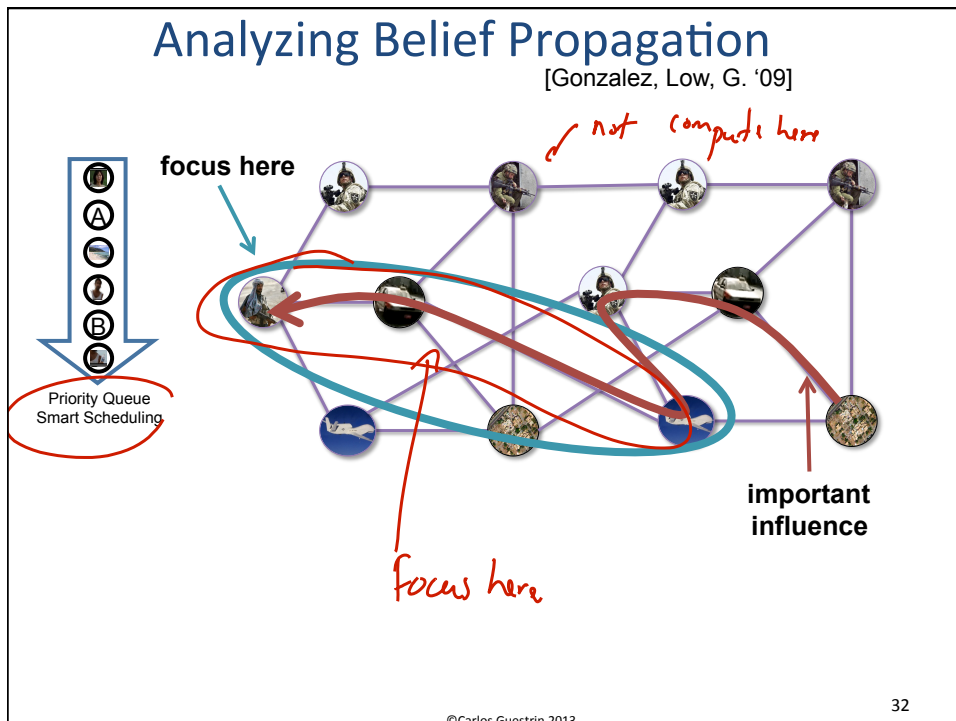 Analyzing Belief Propagation
[Gonzalez, Low, G. ‘09]
not compute here
focus here
A
B
Priority Queue
Smart Scheduling
important
influence
focus here
32
©Carlos Guestrin 2013